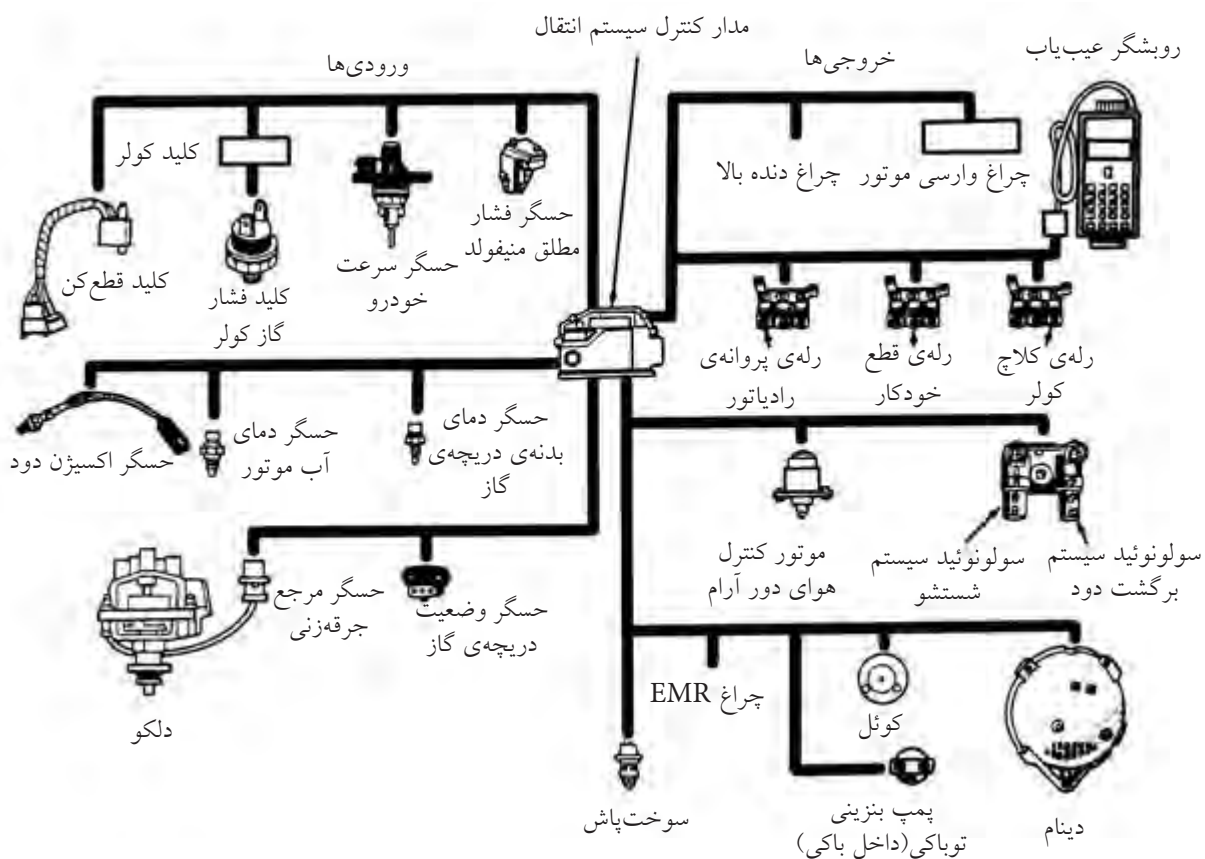 مدار کنترل سیستم انتقال
ورودی‌ها
خروجی‌ها
روبشگر عیب‌یاب
کلید کولر
کلید قطع‌کن
کلید فشار
گاز کولر
حسگر سرعت
خودرو
حسگر فشار
مطلق منیفولد
چراغ دنده بالا
چراغ وارسی موتور
رله‌ی پروانه‌ی
رادیاتور
رله‌ی قطع
خودکار
رله‌ی کلاچ
کولر
حسگر اکسیژن دود
حسگر دمای
آب موتور
حسگر دمای
بدنه‌ی دریچه‌ی
گاز
موتور کنترل
هوای دور آرام
سولونوئید سیستم
شستشو
سولونوئید سیستم
برگشت دود
دلکو
حسگر مرجع
جرقه‌زنی
حسگر وضعیت
دریچه‌ی گاز
چراغ EMR
کوئل
سوخت‌پاش
پمپ بنزینی
توباکی(داخل باکی)
دینام